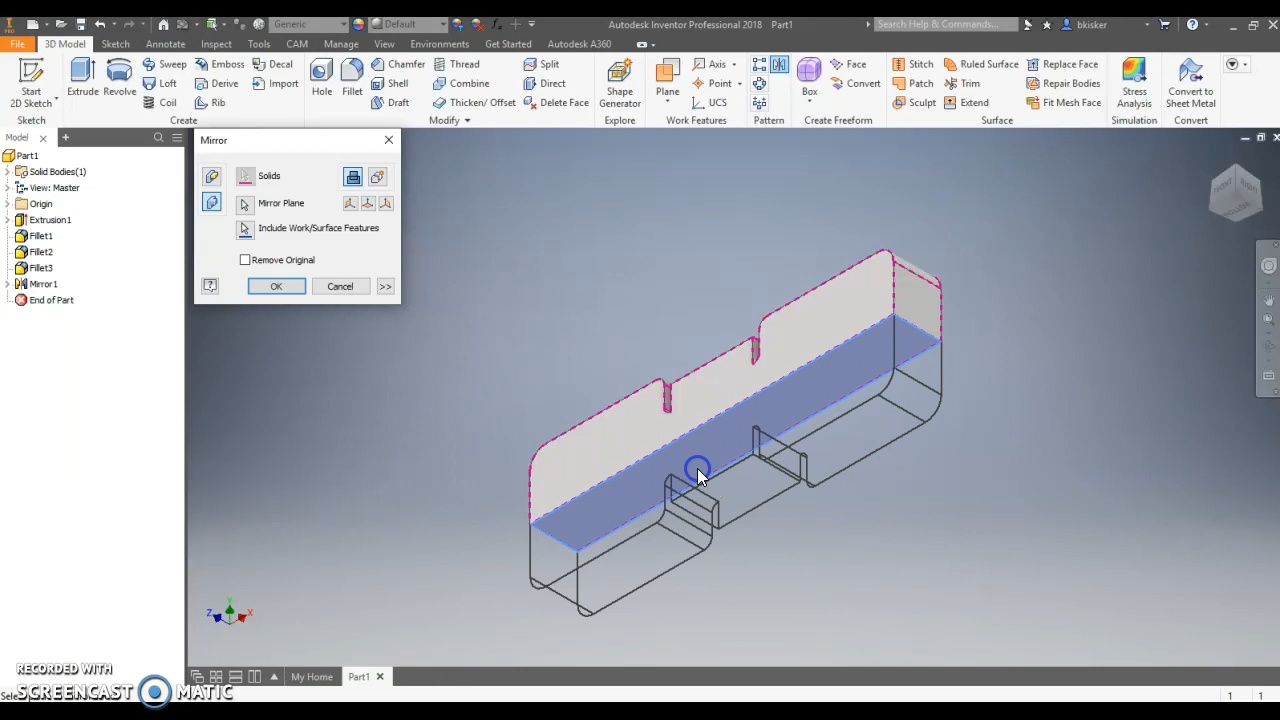 Generic
Default
Autodesk Inventor Professional 2018 Part1
Search Help & Commands...
bkisker
File
3D Model
Sketch
Annotate
Inspect
Tools
CAM
Manage
View
Environments
Get Started
Autodesk A360
Start
2D Sketch
Sketch
Extrude
Revolve
Sweep
Loft
Coil
Emboss
Derive
Rib
Decal
Import
Create
Hole
Fillet
Chamfer
Shell
Draft
Thread
Combine
Thicken/ Offset
Split
Direct
Delete Face
Modify
Shape
Generator
Explore
Plane
Axis
Point
UCS
Work Features
Pattern
Box
Face
Convert
Create Freeform
Stitch
Patch
Sculpt
Ruled Surface
Trim
Extend
Replace Face
Repair Bodies
Fit Mesh Face
Surface
Stress
Analysis
Simulation
Convert to
Sheet Metal
Convert
Model
Part1
Solid Bodies(1)
View: Master
Origin
Extrusion1
Fillet1
Fillet2
Fillet3
Mirror1
End of Part
Mirror
Solids
Mirror Plane
Include Work/Surface Features
Remove Original
OK
Cancel
>>
FRONT
Y
Z
X
My Home
Part1
RECORDED WITH
SCREENCAST MATIC
1 1